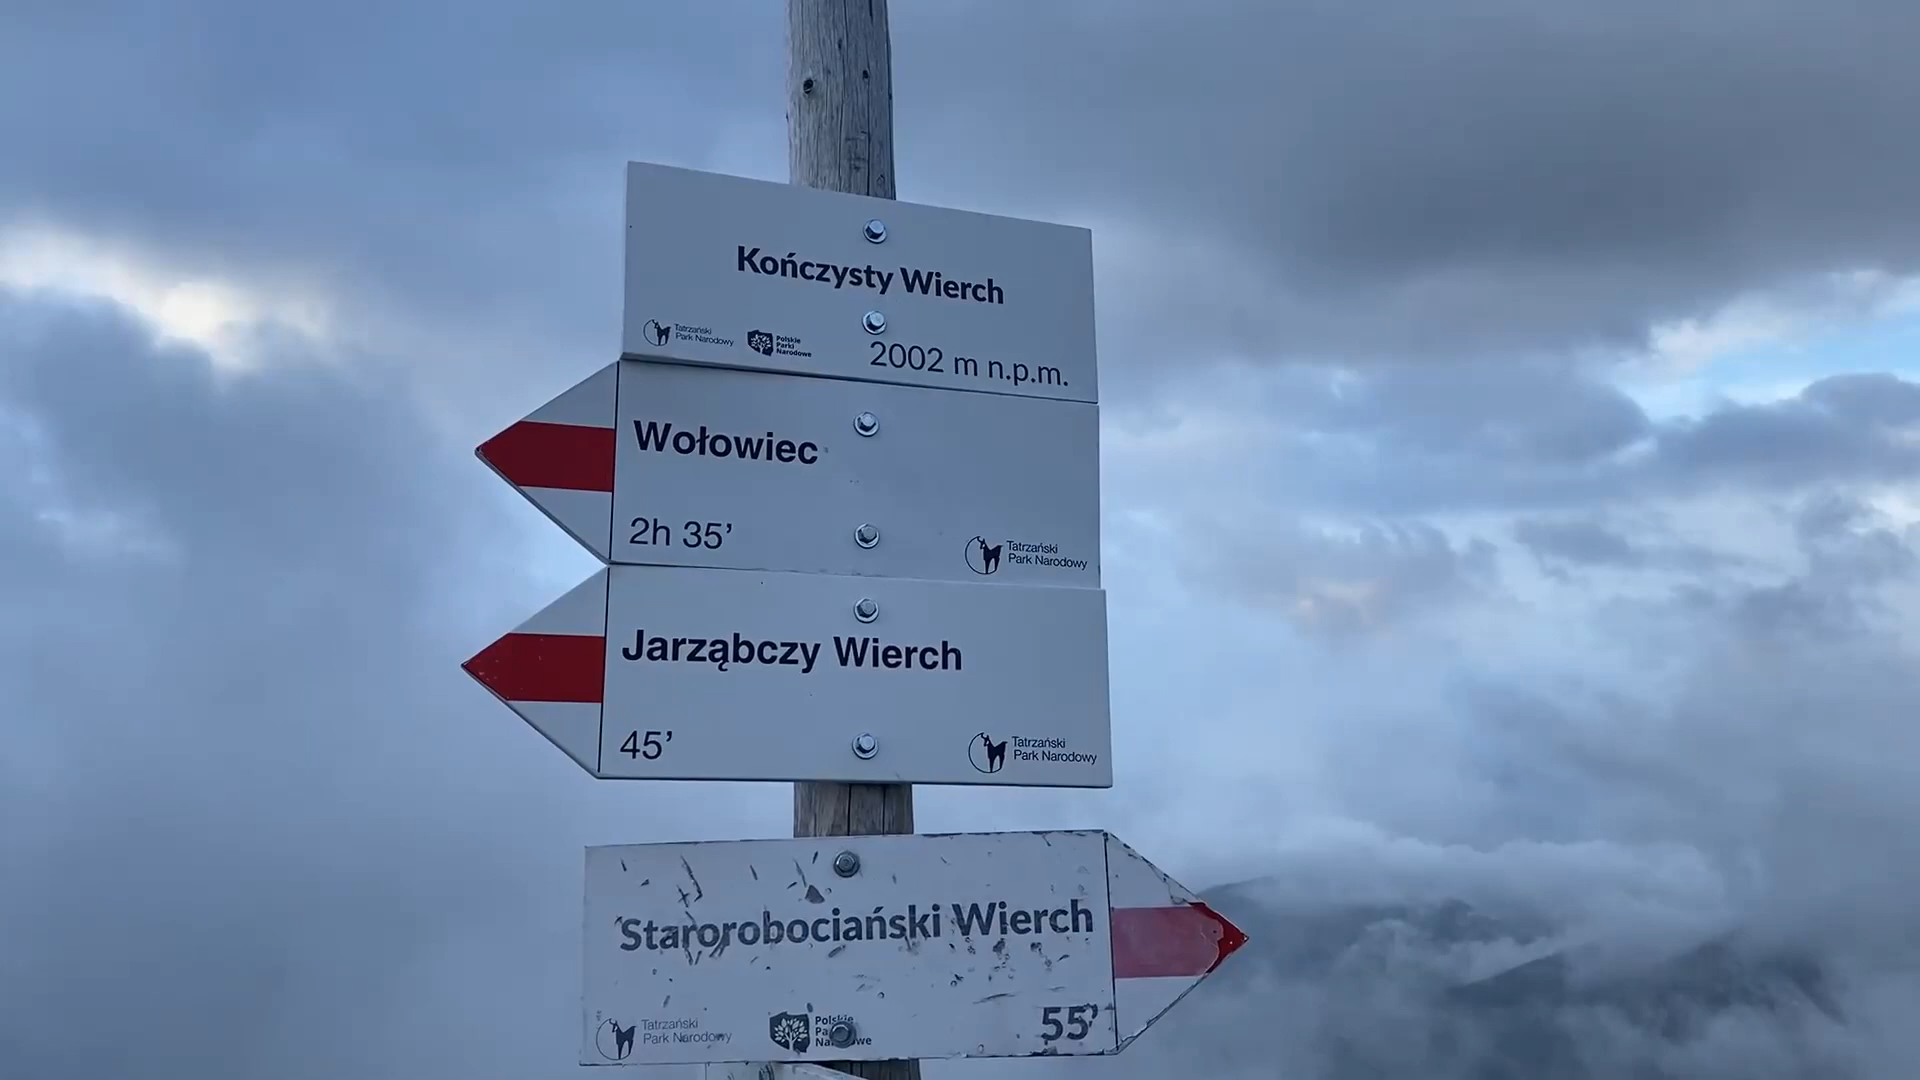 Kończysty Wierch
Tatrzański
Park Narodowy
Polskie
Parki
Narodowe
2002 m n.p.m.
Wołowiec
2h 35’
Tatrzański
Park Narodowy
Jarząbczy Wierch
45’
Tatrzański
Park Narodowy
Starorobociański Wierch
Tatrzański
Park Narodowy
Polskie
55’